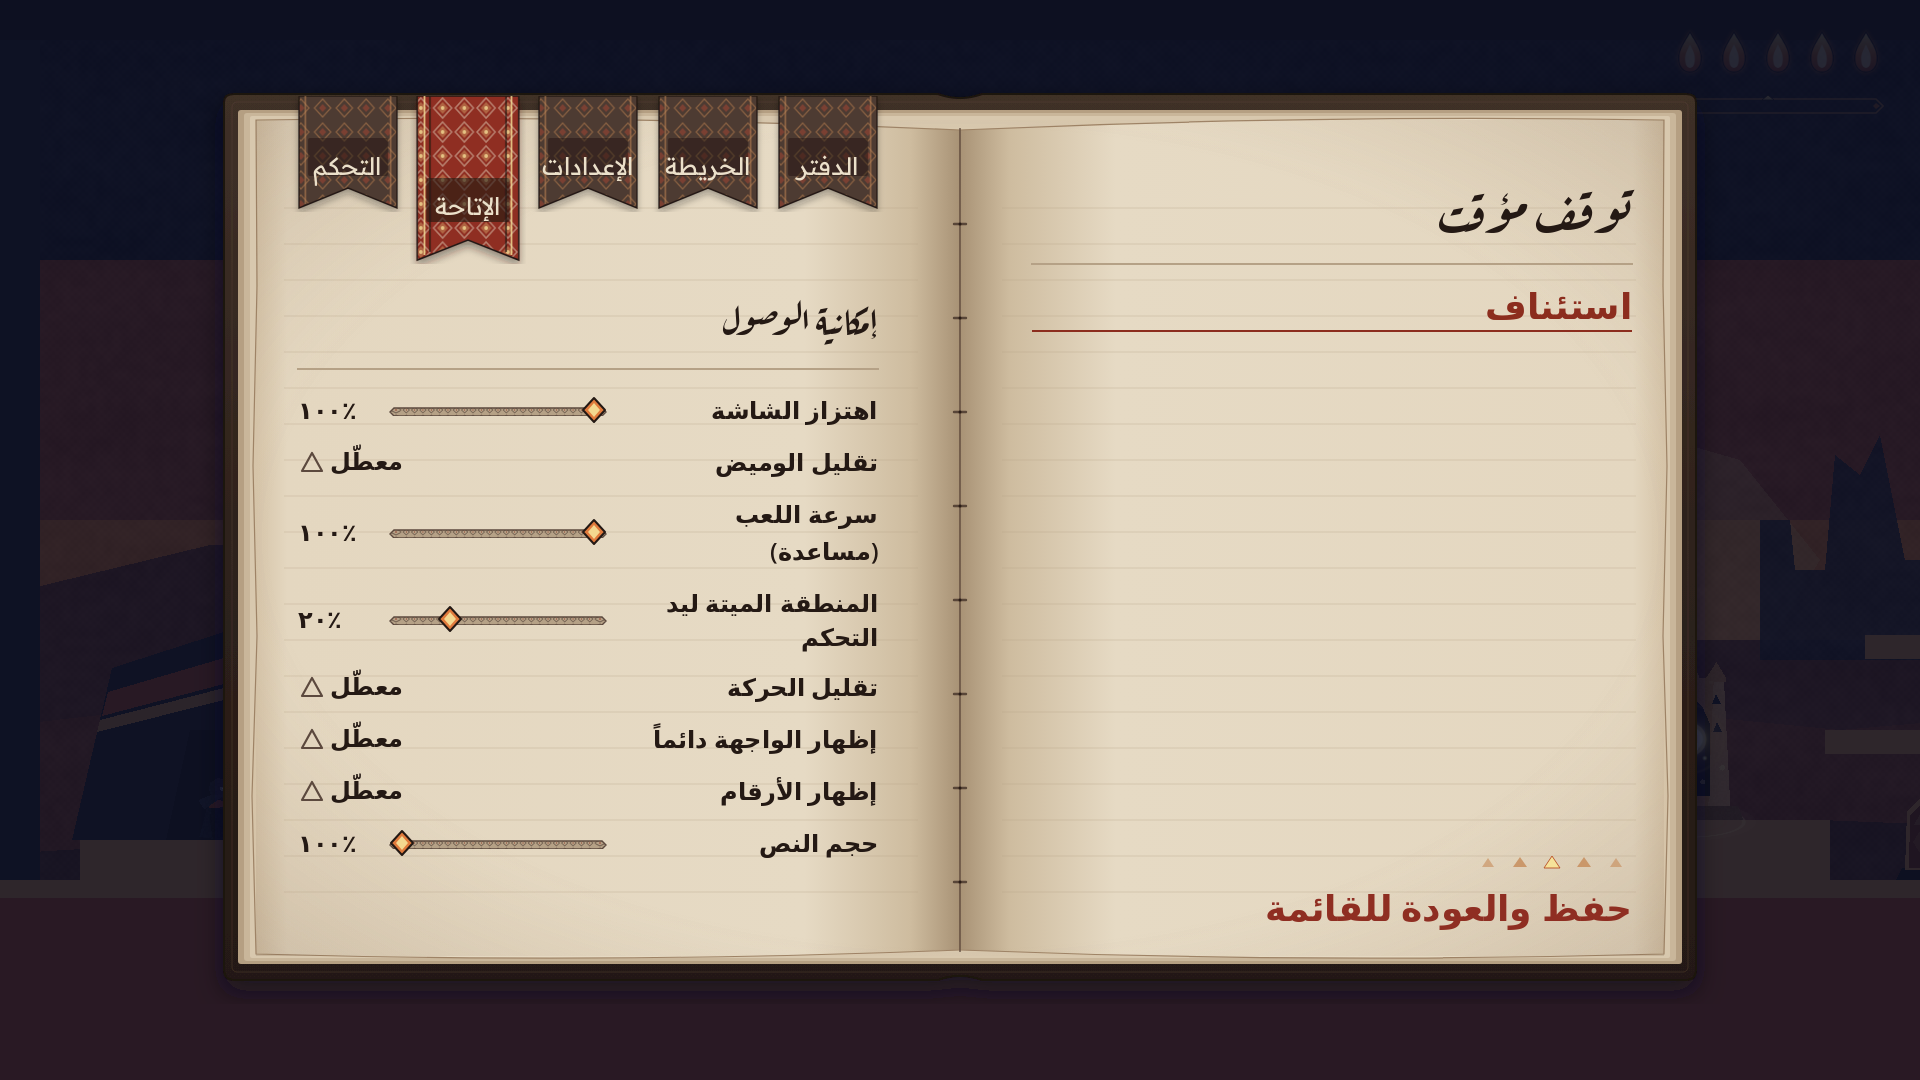 توقف مؤقت
استئناف
حفظ والعودة للقائمة
الدفتر
الخريطة
الإعدادات
الإتاحة
التحكم
إمكانية الوصول
اهتزاز الشاشة
١٠٠٪
تقليل الوميض
معطّل
سرعة اللعب
(مساعدة)
١٠٠٪
المنطقة الميتة ليد
التحكم
٢٠٪
تقليل الحركة
معطّل
إظهار الواجهة دائماً
معطّل
إظهار الأرقام
معطّل
حجم النص
١٠٠٪